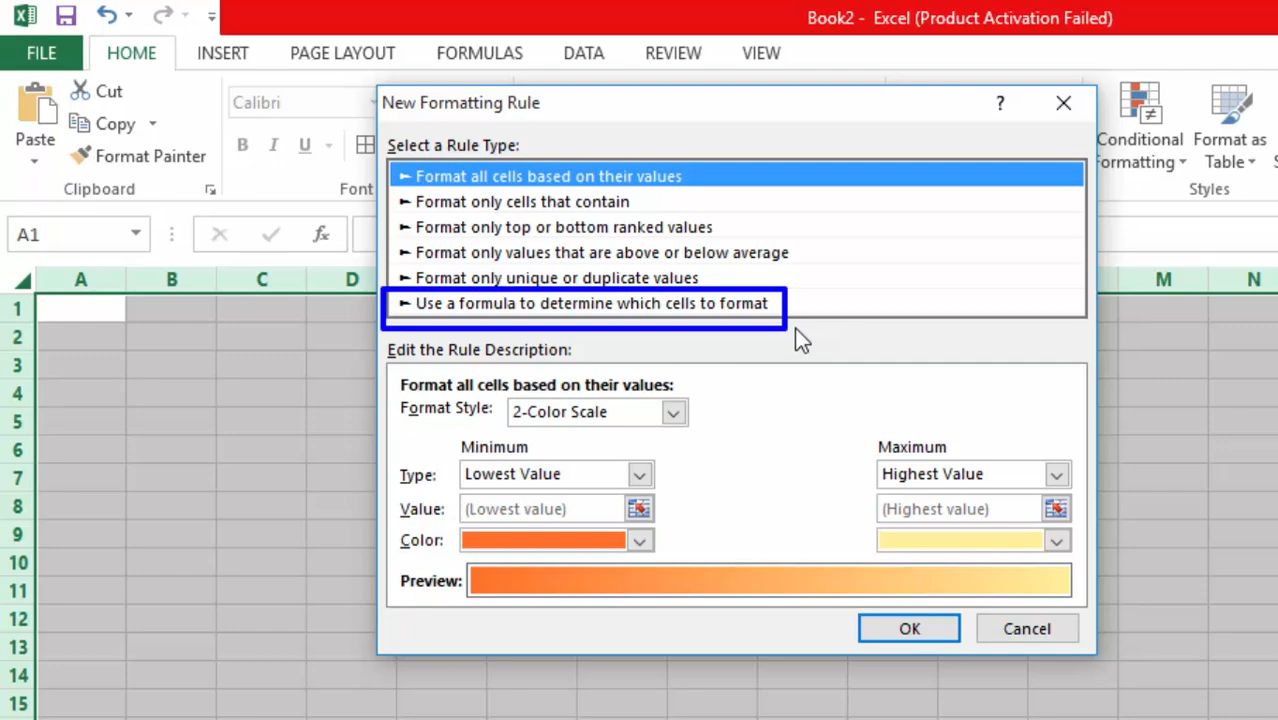 Book2 - Excel (Product Activation Failed)
FILE HOME INSERT PAGE LAYOUT FORMULAS DATA REVIEW VIEW
Paste
Cut
Copy
Format Painter
Clipboard
Calibri
B I U
Font
Conditional
Formatting
Format as
Table
Styles
A1
fx
A B C D M N
1
2
3
4
5
6
7
8
9
10
11
12
13
14
15
New Formatting Rule
?
Select a Rule Type:
► Format all cells based on their values
► Format only cells that contain
► Format only top or bottom ranked values
► Format only values that are above or below average
► Format only unique or duplicate values
► Use a formula to determine which cells to format
Edit the Rule Description:
Format all cells based on their values:
Format Style: 2-Color Scale
Minimum Maximum
Type: Lowest Value Highest Value
Value: (Lowest value) (Highest value)
Color:
Preview:
OK Cancel